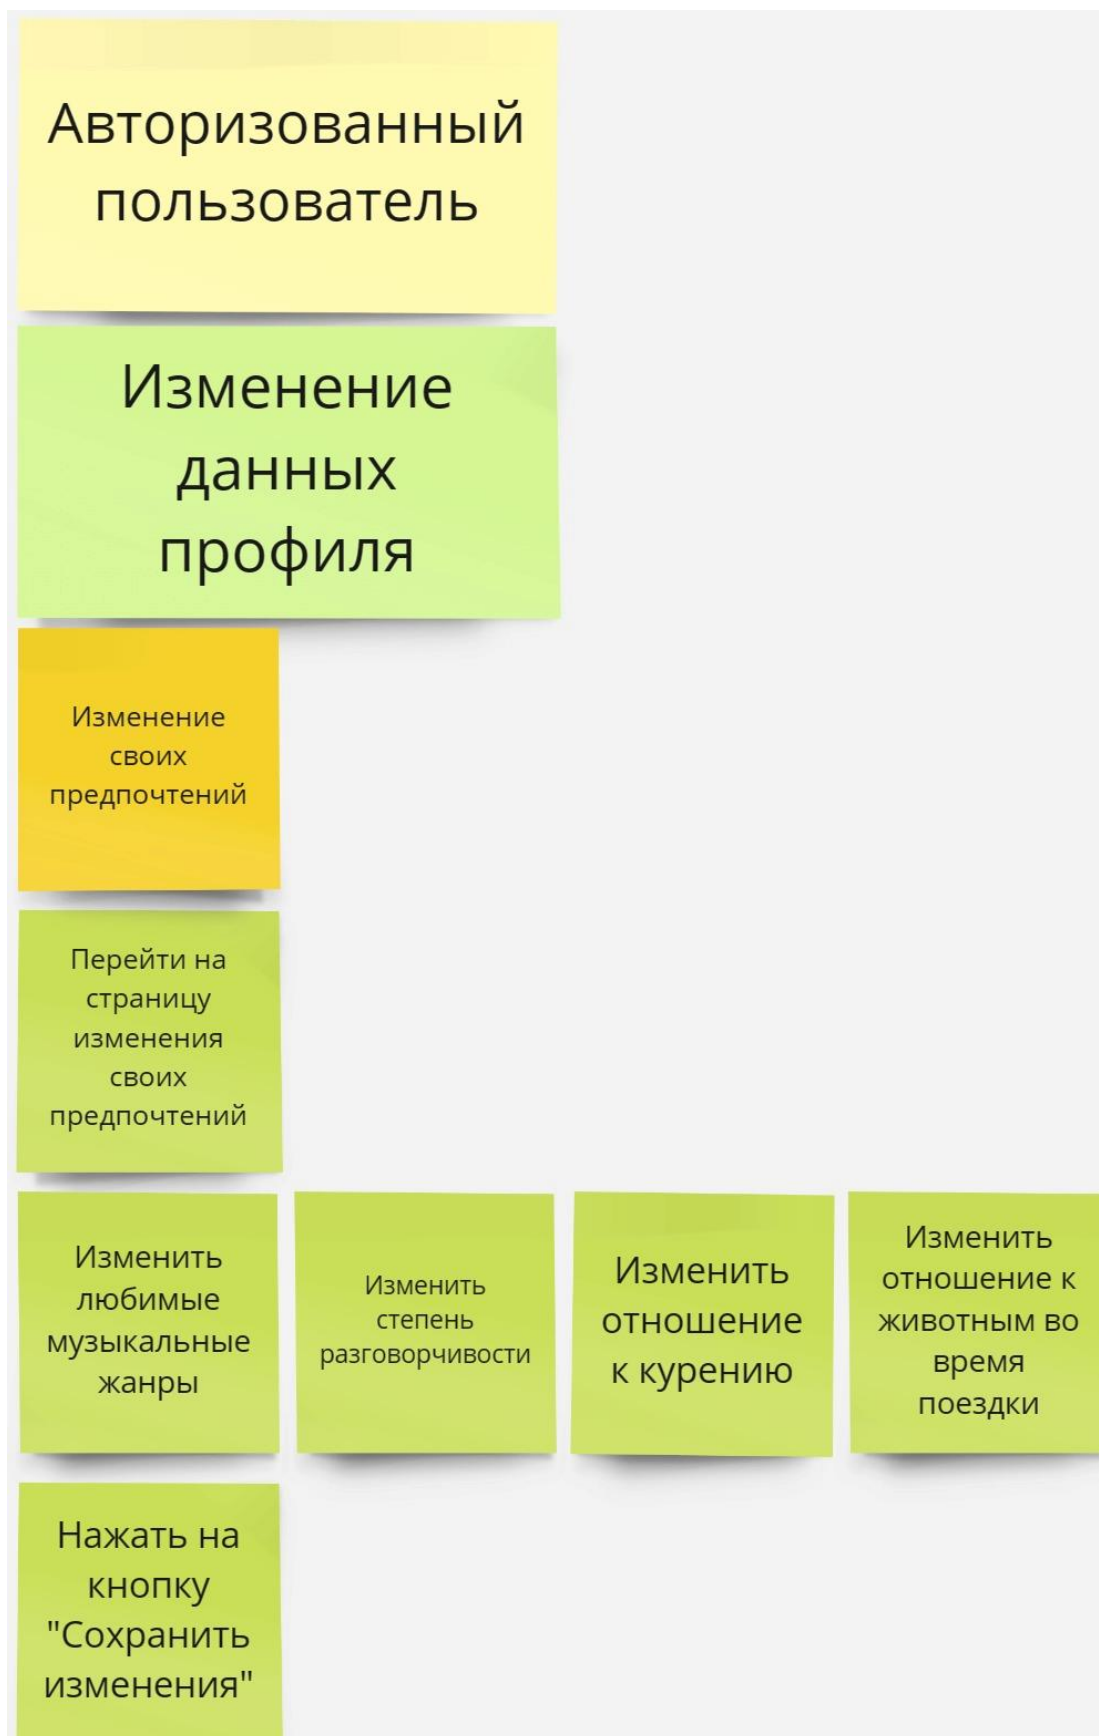 Авторизованный
пользователь
Изменение
данных
профиля
Изменение
своих
предпочтений
Перейти на
страницу
изменения
своих
предпочтений
Изменить
любимые
музыкальные
жанры
Изменить
степень
разговорчивости
Изменить
отношение
к курению
Изменить
отношение к
животным во
время
поездки
Нажать на
кнопку
"Сохранить
изменения"